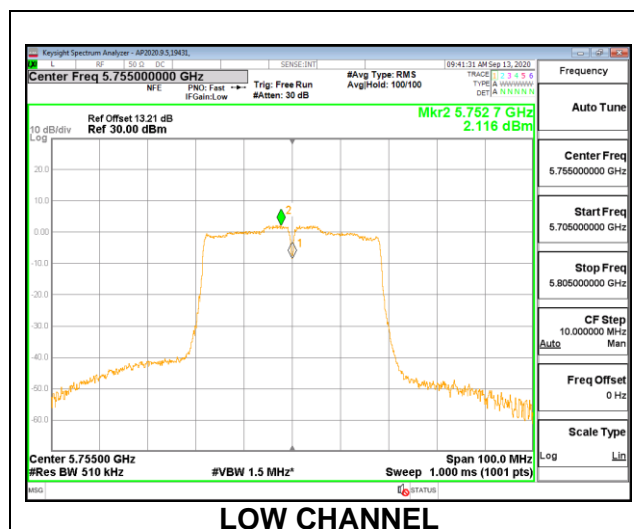 Keysight Spectrum Analyzer - AP2020.9.5,19431,
L RF 50 Ω DC SENSE:INT 09:41:31 AM Sep 13, 2020
Center Freq 5.755000000 GHz
NFE
PNO: Fast
IFGain:Low
Trig: Free Run
#Atten: 30 dB
#Avg Type: RMS
Avg|Hold: 100/100
TRACE 1 2 3 4 5 6
TYPE A WWWWW
DET A N N N N N
Ref Offset 13.21 dB
Ref 30.00 dBm
10 dB/div
Log
Mkr2 5.752 7 GHz
2.116 dBm
20.0
10.0
0.00
-10.0
-20.0
-30.0
-40.0
-50.0
-60.0
2
1
Center 5.75500 GHz
#Res BW 510 kHz
#VBW 1.5 MHz*
Span 100.0 MHz
Sweep 1.000 ms (1001 pts)
MSG
STATUS
Frequency
Auto Tune
Center Freq
5.755000000 GHz
Start Freq
5.705000000 GHz
Stop Freq
5.805000000 GHz
CF Step
10.000000 MHz
Auto Man
Freq Offset
0 Hz
Scale Type
Log Lin
LOW CHANNEL